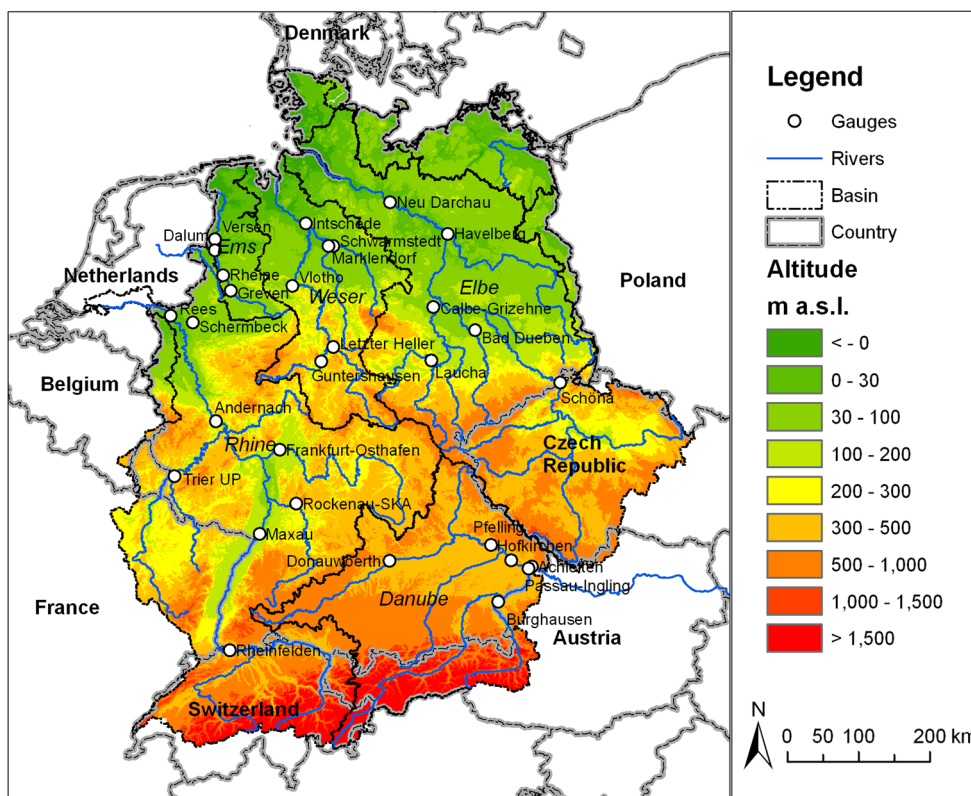 Denmark
Neu Darchau
Intschede
Versen
Dalum
Ems
Schwarmstedt
Marklendorf
Havelberg
Netherlands
Rheine
Greven
Vlotho
Weser
Elbe
Poland
Rees
Schermbeck
Calbe-Grizehne
Bad Dueben
Letzter Heller
Guntershausen
Laucha
Belgium
Schöna
Andernach
Rhine
Frankfurt-Osthafen
Czech
Republic
Trier UP
Rockenau-SKA
Maxau
Pfelling
Hofkirchen
Donauwoerth
Achleiten
Passau-Ingling
France
Danube
Burghausen
Austria
Rheinfelden
Switzerland
Legend
Gauges
Rivers
Basin
Country
Altitude
m a.s.l.
< - 0
0 - 30
30 - 100
100 - 200
200 - 300
300 - 500
500 - 1,000
1,000 - 1,500
> 1,500
N
0 50 100 200 km